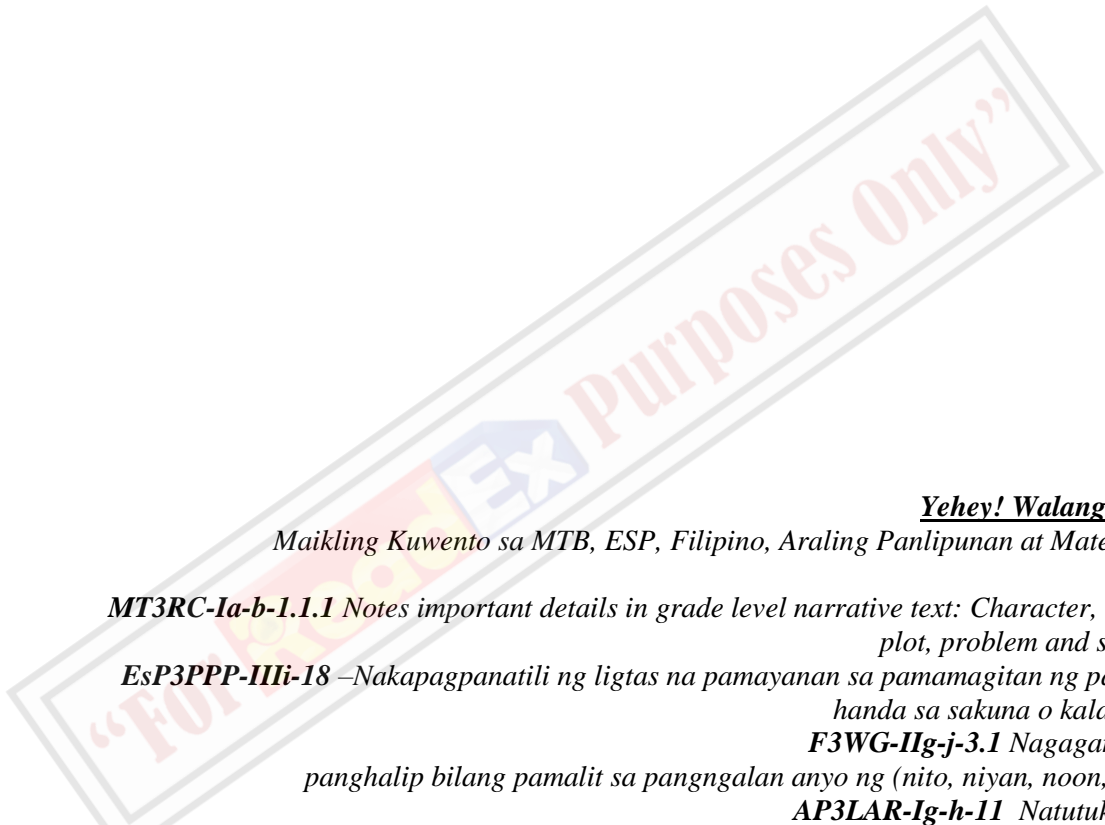 “For ReadEx Purposes Only”
Yehey! Walang
Maikling Kuwento sa MTB, ESP, Filipino, Araling Panlipunan at Mate
MT3RC-Ia-b-1.1.1 Notes important details in grade level narrative text: Character,
plot, problem and s
EsP3PPP-IIIi-18 –Nakapagpanatili ng ligtas na pamayanan sa pamamagitan ng pa
handa sa sakuna o kala
F3WG-IIg-j-3.1 Nagagam
panghalip bilang pamalit sa pangngalan anyo ng (nito, niyan, noon,
AP3LAR-Ig-h-11 Natutuk